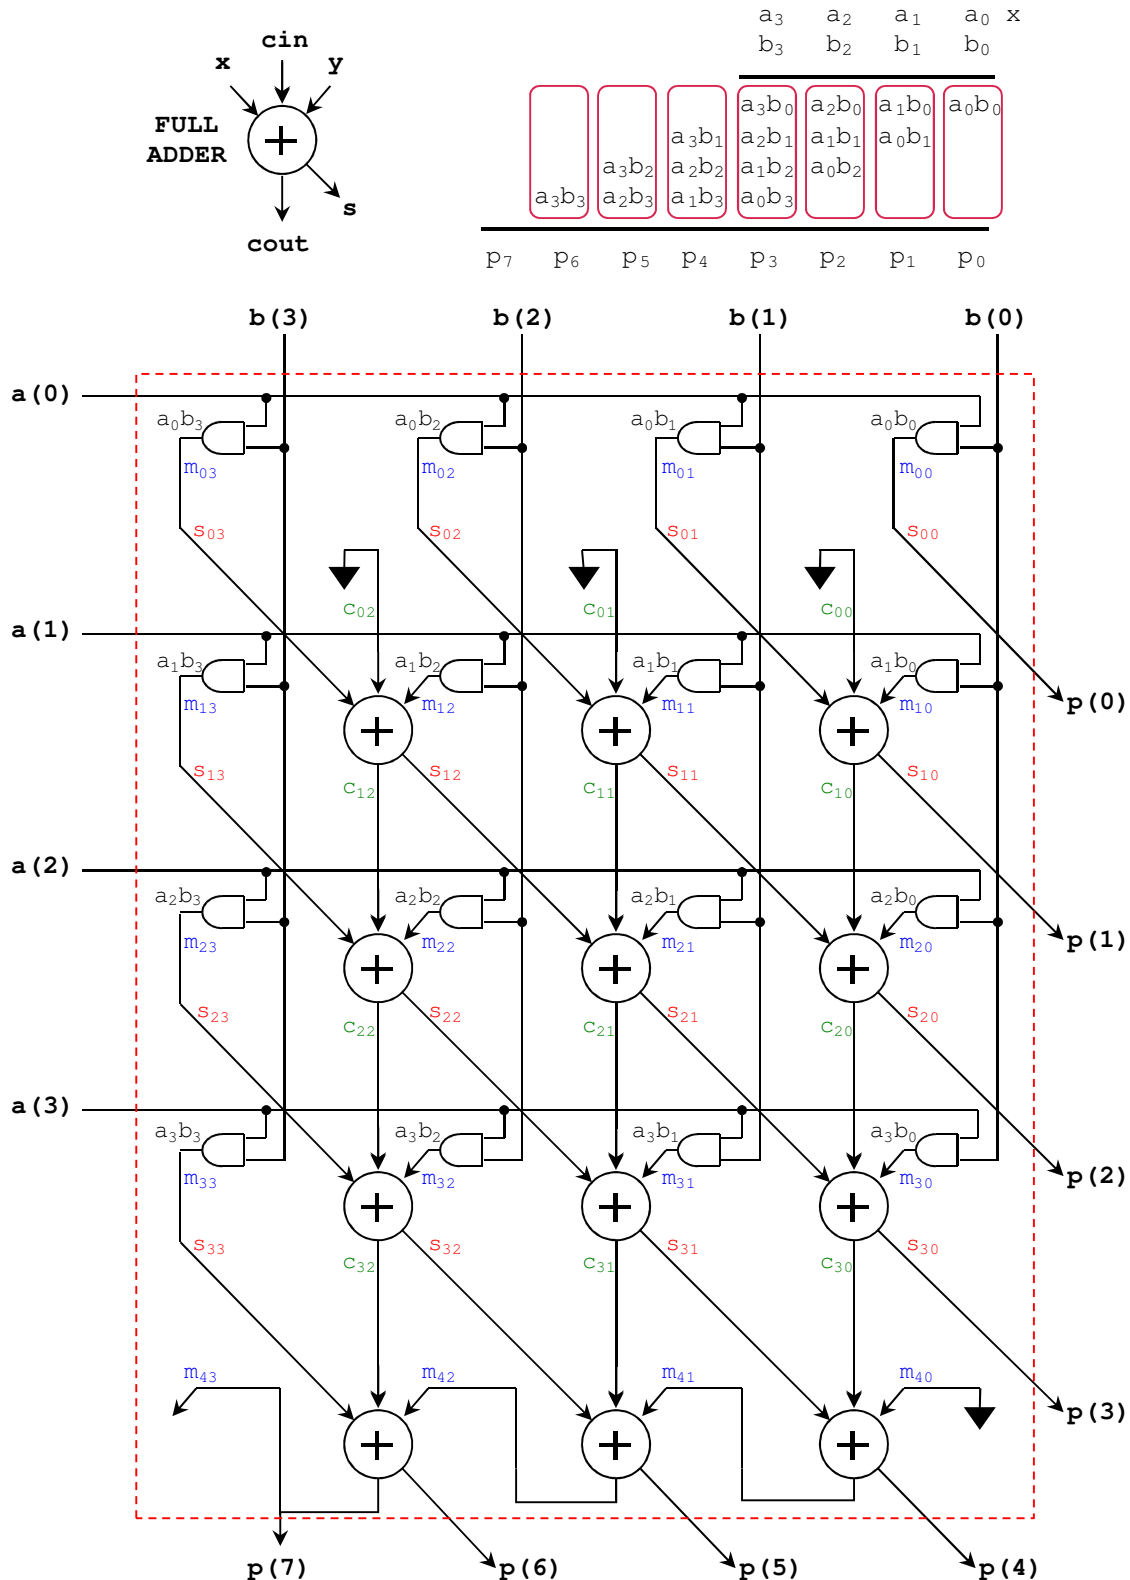 a₃ a₂ a₁ a₀ x
b₃ b₂ b₁ b₀
cin
x y
FULL
ADDER
s
cout
a₃b₀ a₂b₀ a₁b₀ a₀b₀
a₃b₁ a₂b₁ a₁b₁ a₀b₁
a₃b₂ a₂b₂ a₁b₂ a₀b₂
a₃b₃ a₂b₃ a₁b₃ a₀b₃
p₇ p₆ p₅ p₄ p₃ p₂ p₁ p₀
b(3) b(2) b(1) b(0)
a(0)
a₀b₃ a₀b₂ a₀b₁ a₀b₀
m₀₃ m₀₂ m₀₁ m₀₀
s₀₃ s₀₂ s₀₁ s₀₀
c₀₂ c₀₁ c₀₀
a(1)
a₁b₃ a₁b₂ a₁b₁ a₁b₀
m₁₃ m₁₂ m₁₁ m₁₀
p(0)
s₁₃ s₁₂ s₁₁ s₁₀
c₁₂ c₁₁ c₁₀
a(2)
a₂b₃ a₂b₂ a₂b₁ a₂b₀
m₂₃ m₂₂ m₂₁ m₂₀
p(1)
s₂₃ s₂₂ s₂₁ s₂₀
c₂₂ c₂₁ c₂₀
a(3)
a₃b₃ a₃b₂ a₃b₁ a₃b₀
m₃₃ m₃₂ m₃₁ m₃₀
p(2)
s₃₃ s₃₂ s₃₁ s₃₀
c₃₂ c₃₁ c₃₀
m₄₃ m₄₂ m₄₁ m₄₀
p(3)
p(7) p(6) p(5) p(4)